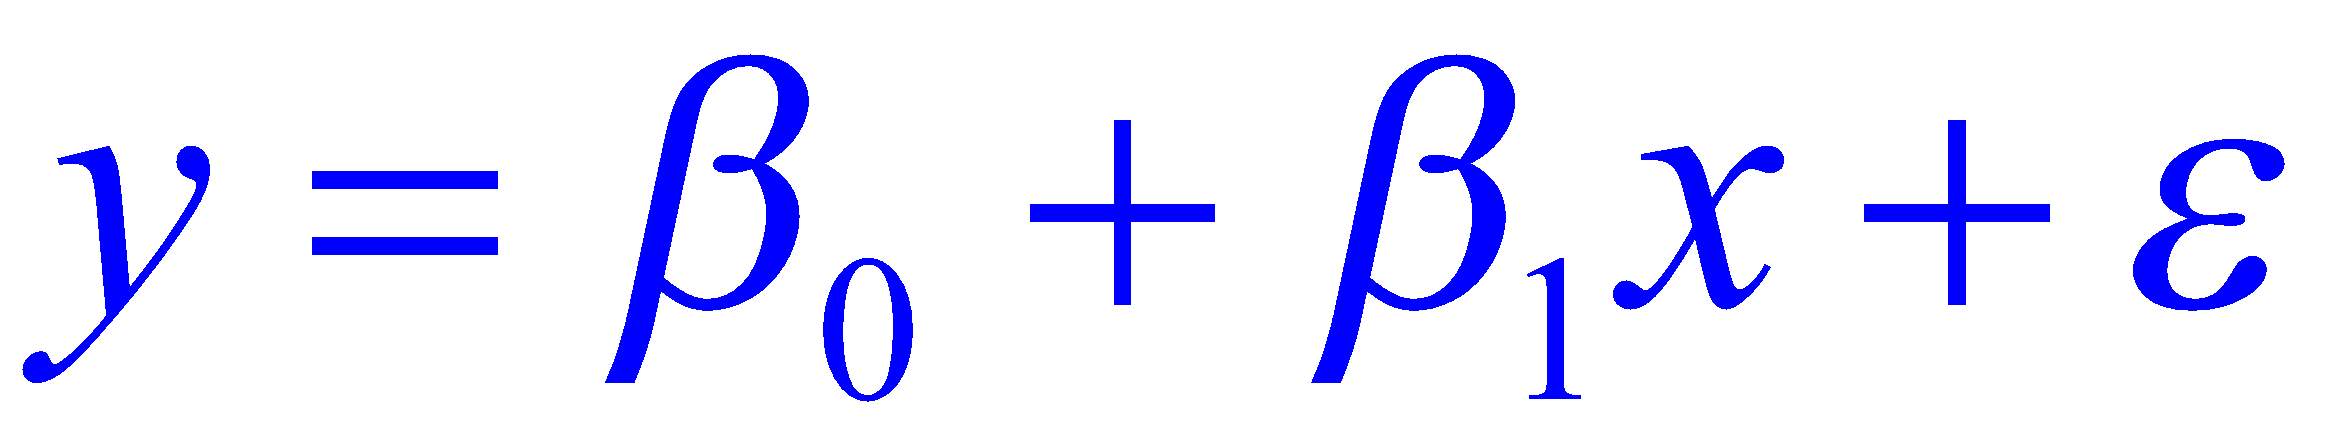 y = β₀ + β₁x + ε